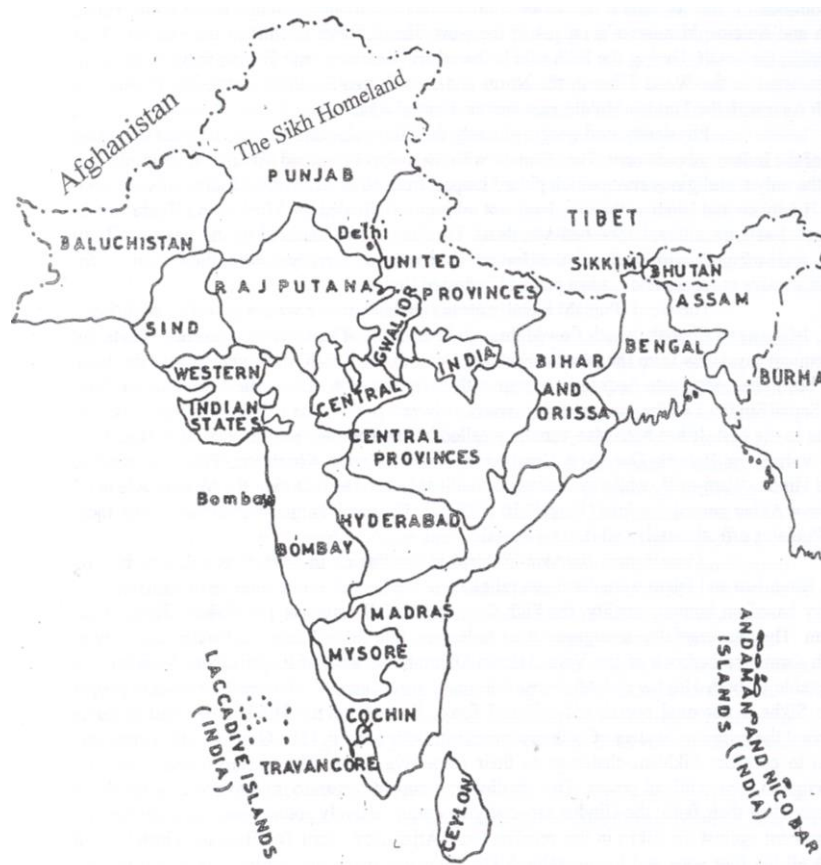 Afghanistan
The Sikh Homeland
PUNJAB
TIBET
BALUCHISTAN
Delhi
UNITED
PROVINCES
SIKKIM
BHUTAN
ASSAM
RAJPUTANA
GWALIOR
SIND
INDIA
BIHAR
AND
ORISSA
BENGAL
BURMA
WESTERN
INDIAN
STATES
CENTRAL
CENTRAL
PROVINCES
Bombay
HYDERABAD
BOMBAY
MADRAS
MYSORE
COCHIN
TRAVANCORE
CEYLON
LACCADIVE ISLANDS
(INDIA)
ANDAMAN AND NICOBAR
ISLANDS (INDIA)